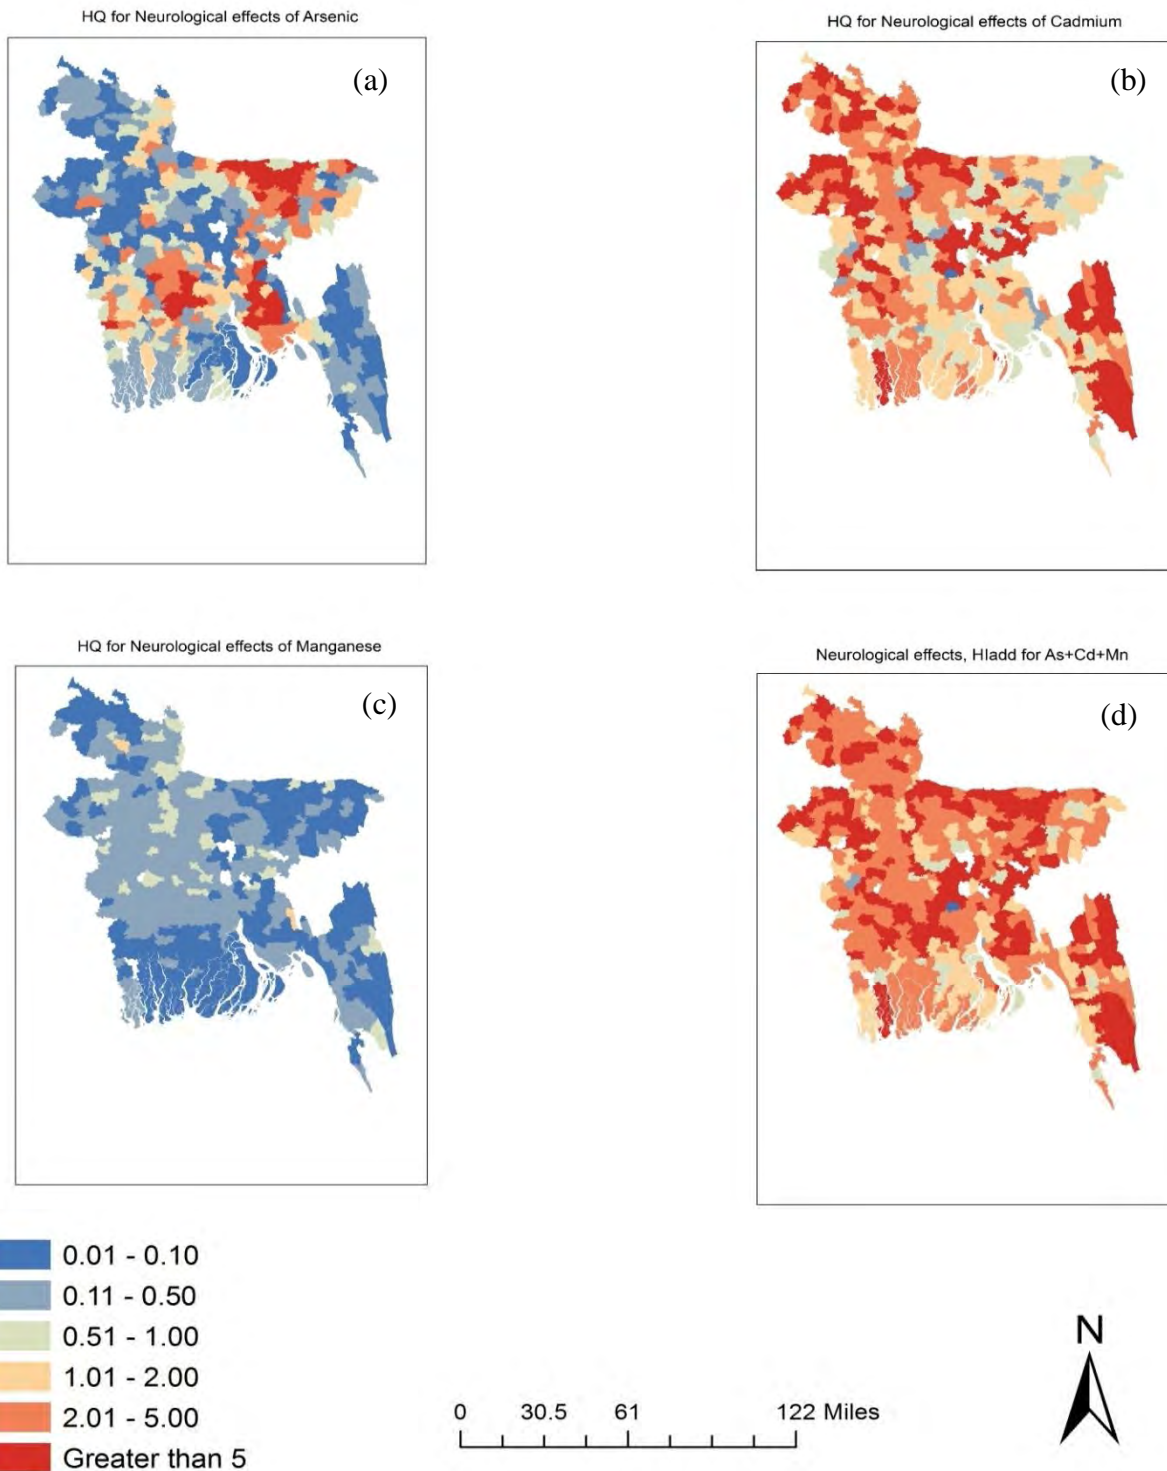 HQ for Neurological effects of Arsenic
HQ for Neurological effects of Cadmium
(a)
(b)
HQ for Neurological effects of Manganese
Neurological effects, HIadd for As+Cd+Mn
(c)
(d)
0.01 - 0.10
0.11 - 0.50
0.51 - 1.00
1.01 - 2.00
2.01 - 5.00
Greater than 5
0 30.5 61 122 Miles
N